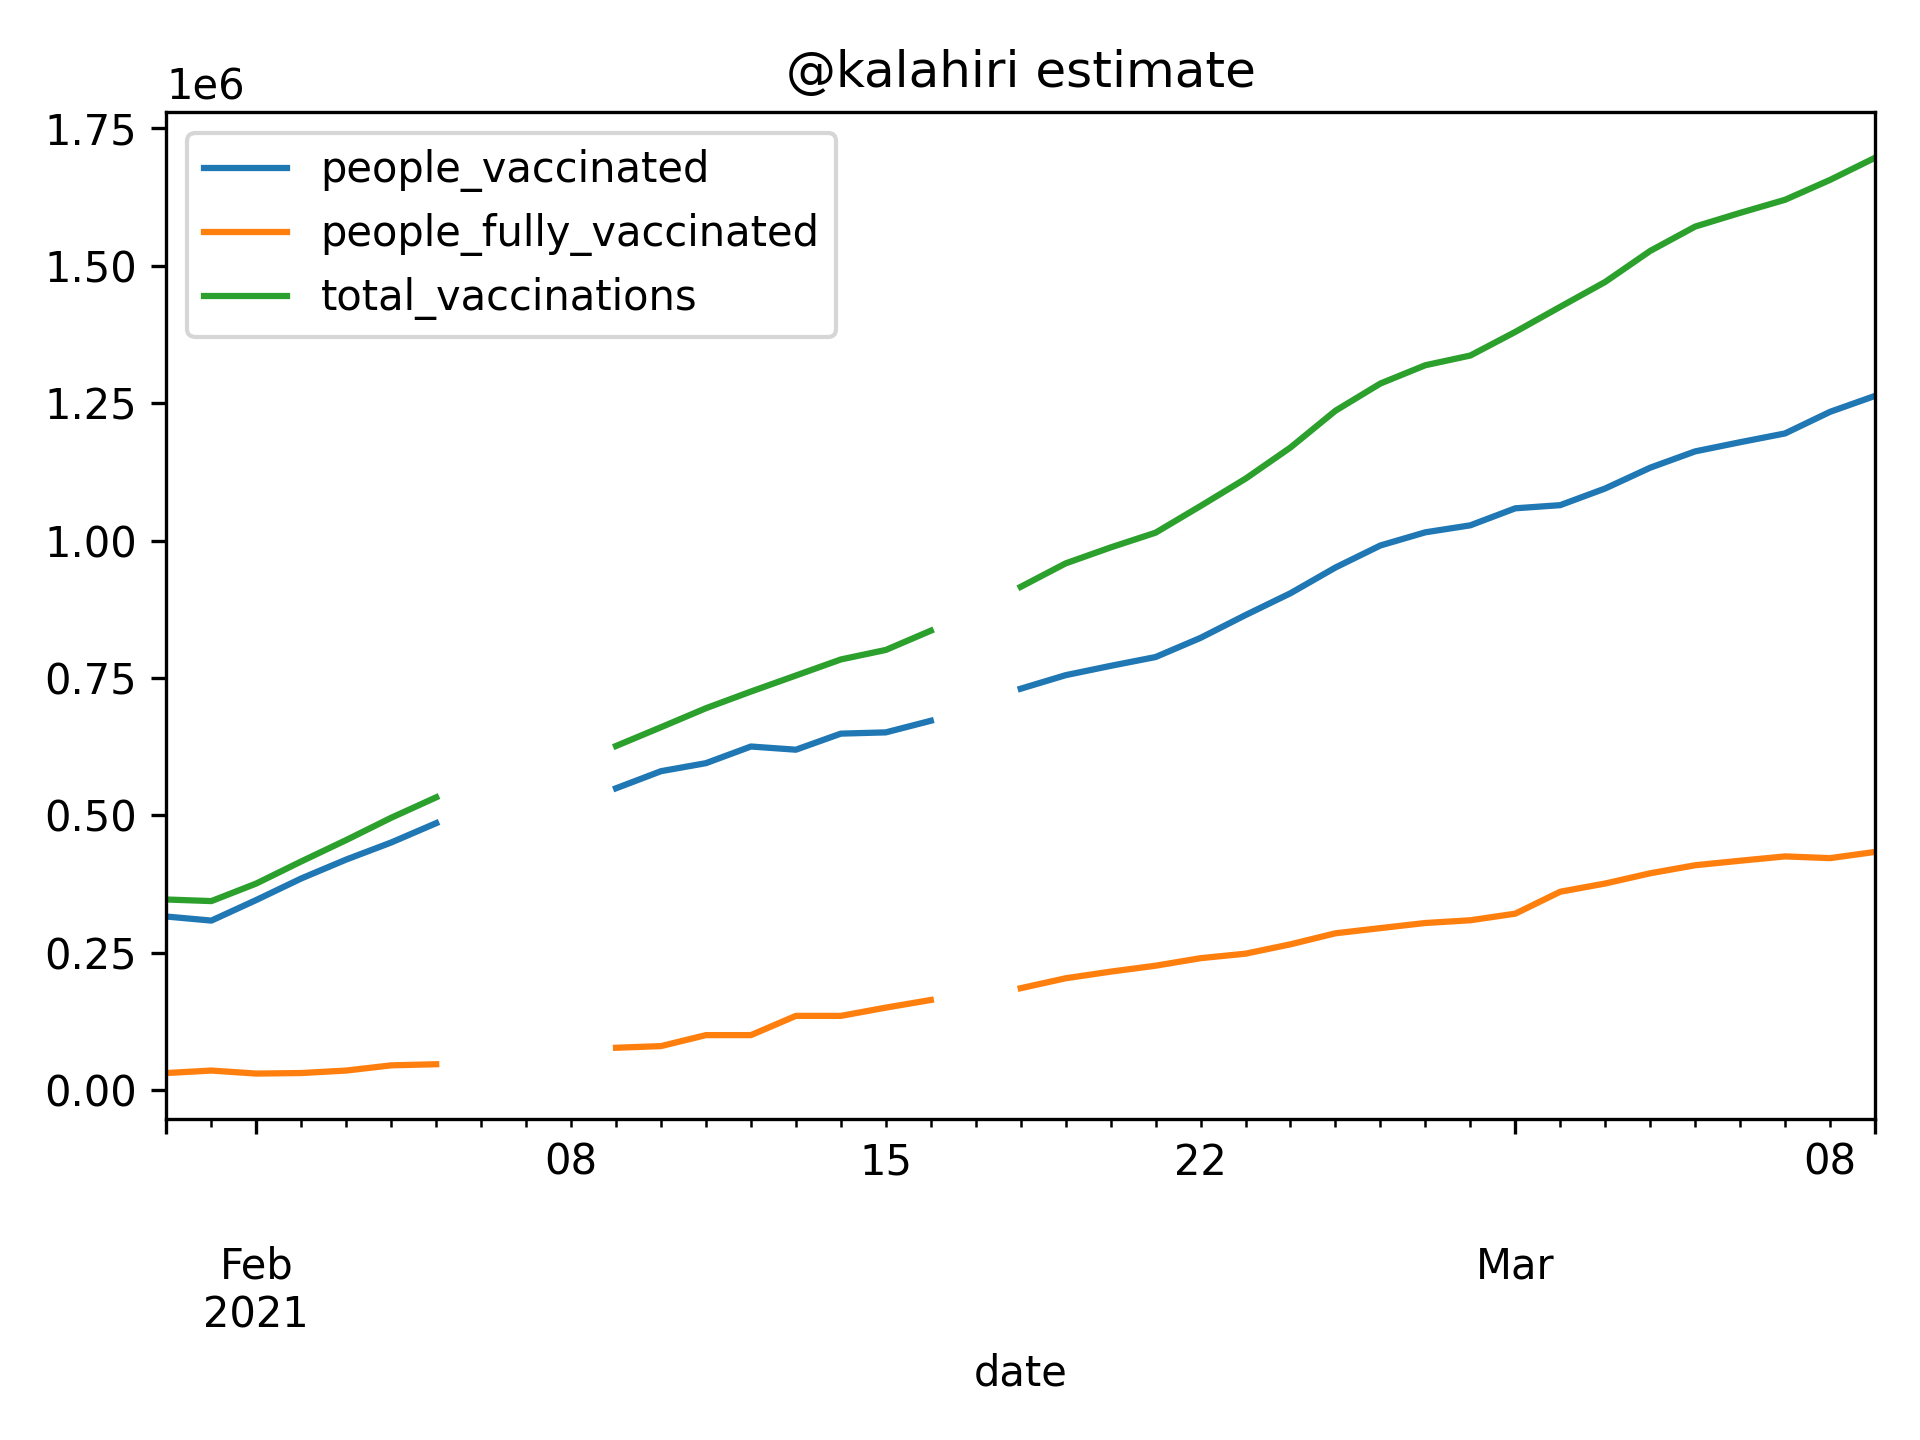 @kalahiri estimate
1e6
1.75
1.50
1.25
1.00
0.75
0.50
0.25
0.00
people_vaccinated
people_fully_vaccinated
total_vaccinations
08 15 22 08
Feb Mar
2021
date